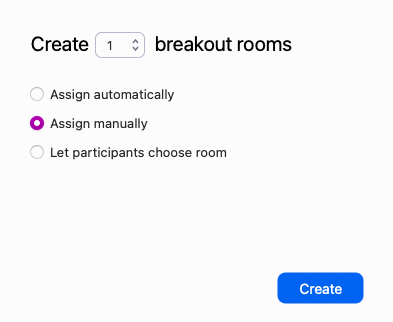 Create 1 breakout rooms
Assign automatically
Assign manually
Let participants choose room
Create